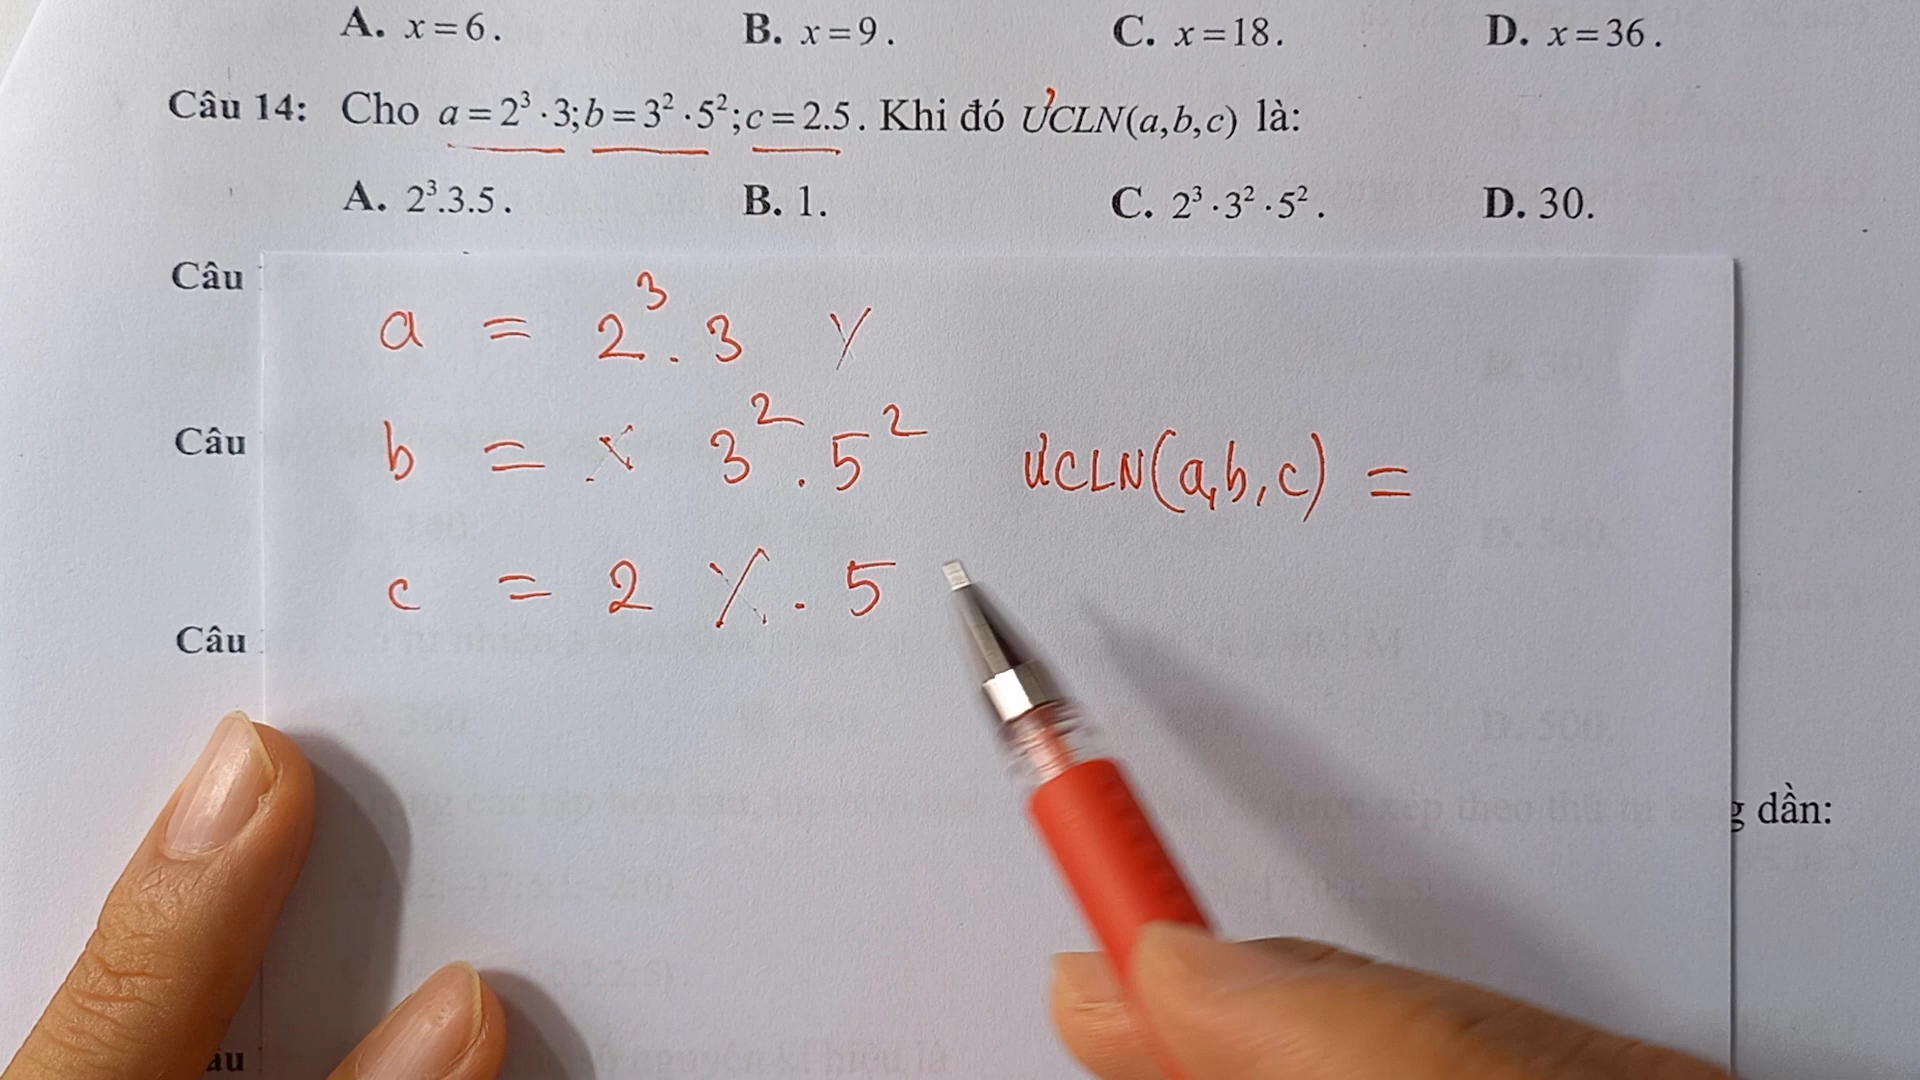 A. x=6. B. x=9. C. x=18. D. x=36.
Câu 14: Cho a=2³·3;b=3²·5²;c=2.5. Khi đó ƯCLN(a,b,c) là:
A. 2³.3.5. B. 1. C. 2³·3²·5². D. 30.
Câu
a = 2³.3
Câu
b = 3².5² ƯCLN(a,b,c) =
c = 2 . 5
Câu
D. 500.
g dần: